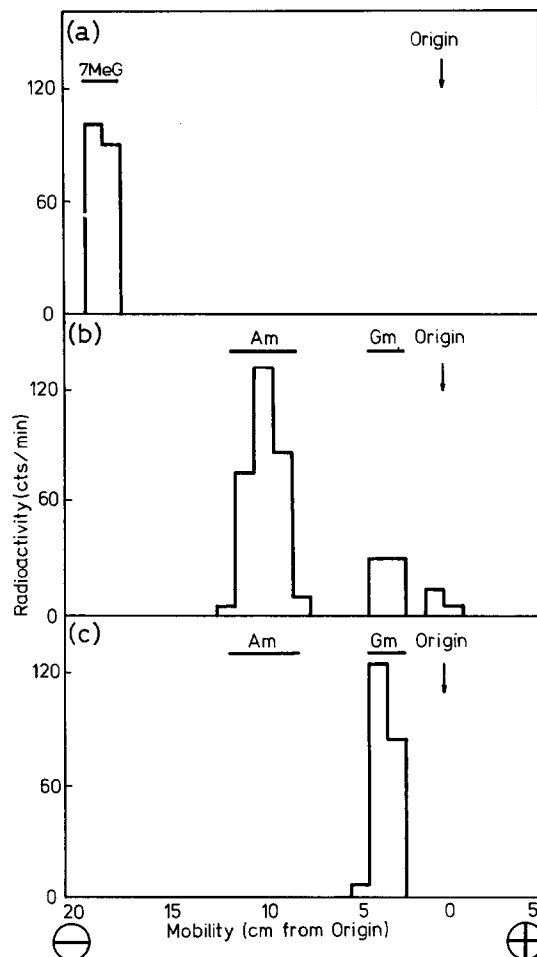 (a)
Origin
7MeG
120
60
0
(b)
Am
Gm
Origin
120
60
0
Radioactivity (cts/min)
(c)
Am
Gm
Origin
120
60
0
20 15 10 5 0 5
Mobility (cm from Origin)
⊖ ⊕